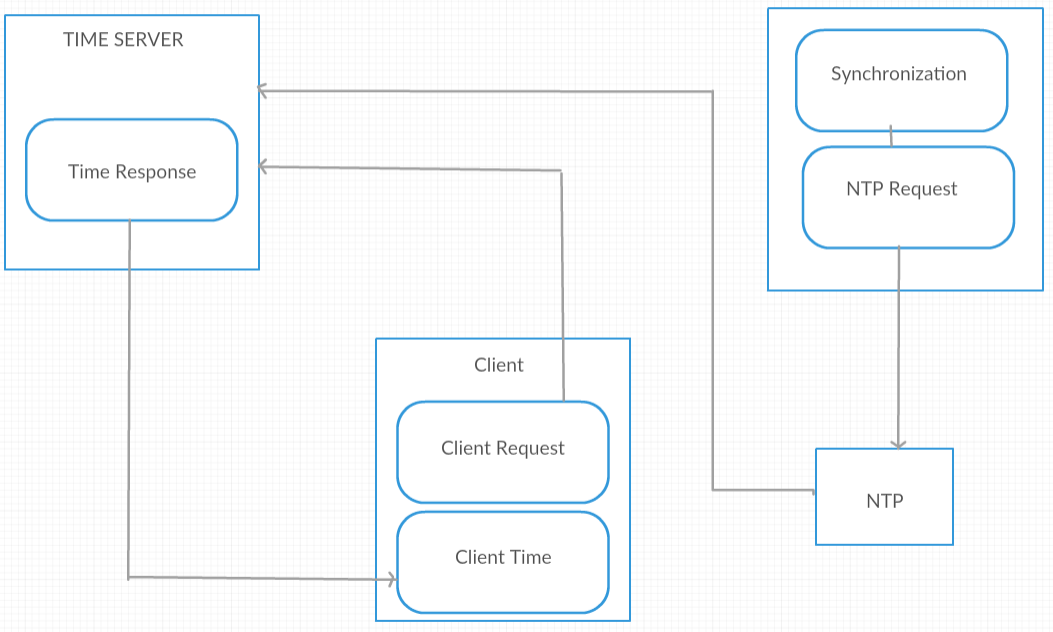 TIME SERVER
Time Response
Synchronization
NTP Request
Client
Client Request
Client Time
NTP